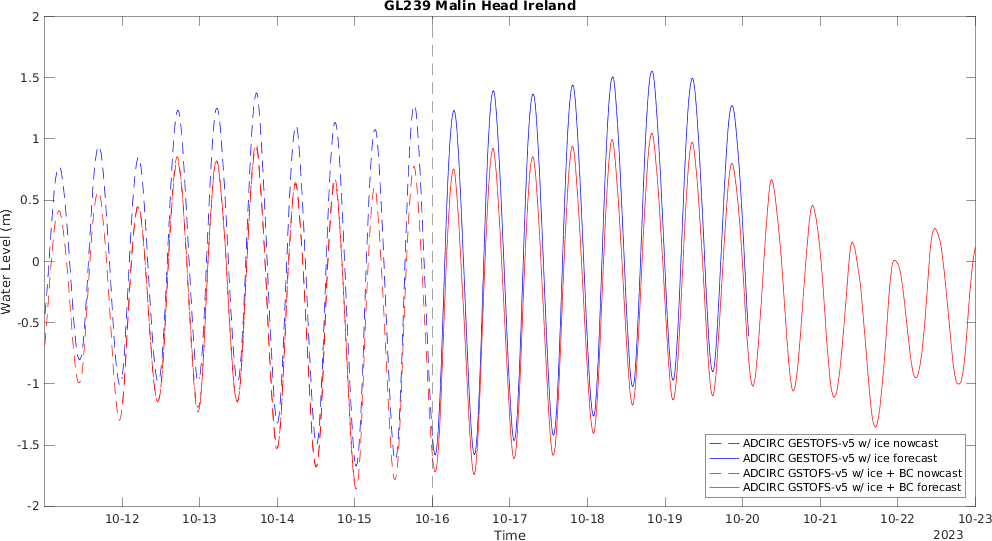 GL239 Malin Head Ireland
2
1.5
1
0.5
0
-0.5
-1
-1.5
-2
Water Level (m)
ADCIRC GESTOFS-v5 w/ ice nowcast
ADCIRC GESTOFS-v5 w/ ice forecast
ADCIRC GSTOFS-v5 w/ ice + BC nowcast
ADCIRC GSTOFS-v5 w/ ice + BC forecast
10-12 10-13 10-14 10-15 10-16 10-17 10-18 10-19 10-20 10-21 10-22 10-23
Time
2023